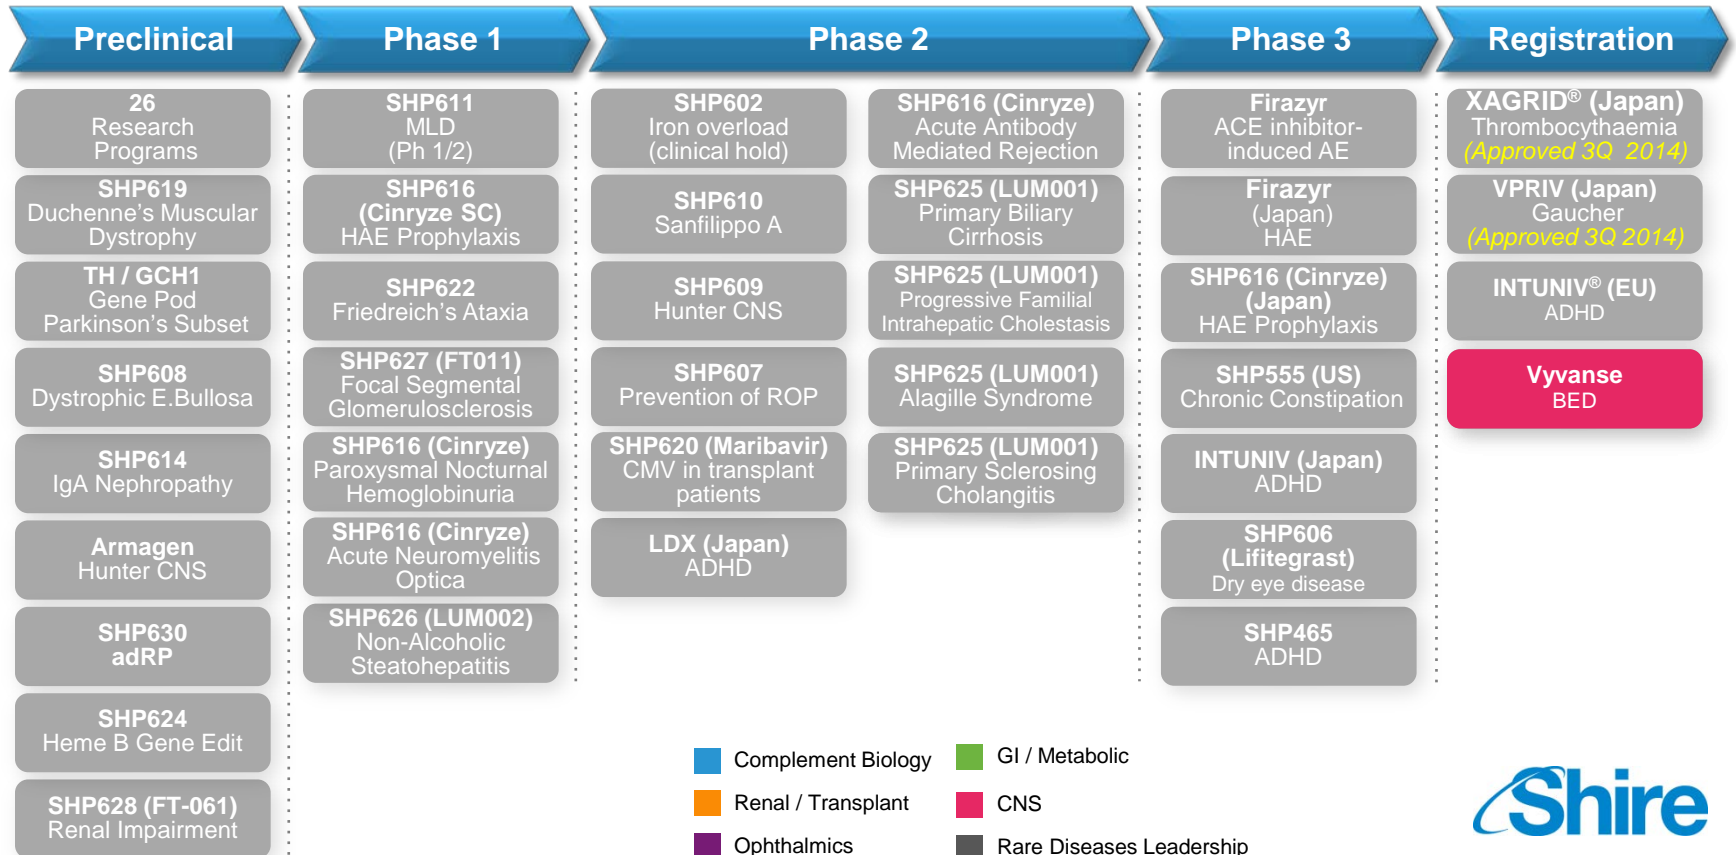 Preclinical
Phase 1
Phase 2
Phase 3
Registration
26
Research
Programs
SHP619
Duchenne's Muscular
Dystrophy
TH / GCH1
Gene Pod
Parkinson's Subset
SHP608
Dystrophic E.Bullosa
SHP614
IgA Nephropathy
Armagen
Hunter CNS
SHP630
adRP
SHP624
Heme B Gene Edit
SHP628 (FT-061)
Renal Impairment
SHP611
MLD
(Ph 1/2)
SHP616
(Cinryze SC)
HAE Prophylaxis
SHP622
Friedreich's Ataxia
SHP627 (FT011)
Focal Segmental
Glomerulosclerosis
SHP616 (Cinryze)
Paroxysmal Nocturnal
Hemoglobinuria
SHP616 (Cinryze)
Acute Neuromyelitis
Optica
SHP626 (LUM002)
Non-Alcoholic
Steatohepatitis
SHP602
Iron overload
(clinical hold)
SHP610
Sanfilippo A
SHP609
Hunter CNS
SHP607
Prevention of ROP
SHP620 (Maribavir)
CMV in transplant
patients
LDX (Japan)
ADHD
SHP616 (Cinryze)
Acute Antibody
Mediated Rejection
SHP625 (LUM001)
Primary Biliary
Cirrhosis
SHP625 (LUM001)
Progressive Familial
Intrahepatic Cholestasis
SHP625 (LUM001)
Alagille Syndrome
SHP625 (LUM001)
Primary Sclerosing
Cholangitis
Firazyr
ACE inhibitor-
induced AE
Firazyr
(Japan)
HAE
SHP616 (Cinryze)
(Japan)
HAE Prophylaxis
SHP555 (US)
Chronic Constipation
INTUNIV (Japan)
ADHD
SHP606
(Lifitegrast)
Dry eye disease
SHP465
ADHD
XAGRID® (Japan)
Thrombocythaemia
(Approved 3Q 2014)
VPRIV (Japan)
Gaucher
(Approved 3Q 2014)
INTUNIV® (EU)
ADHD
Vyvanse
BED
Complement Biology
Renal / Transplant
Ophthalmics
GI / Metabolic
CNS
Rare Diseases Leadership
Shire